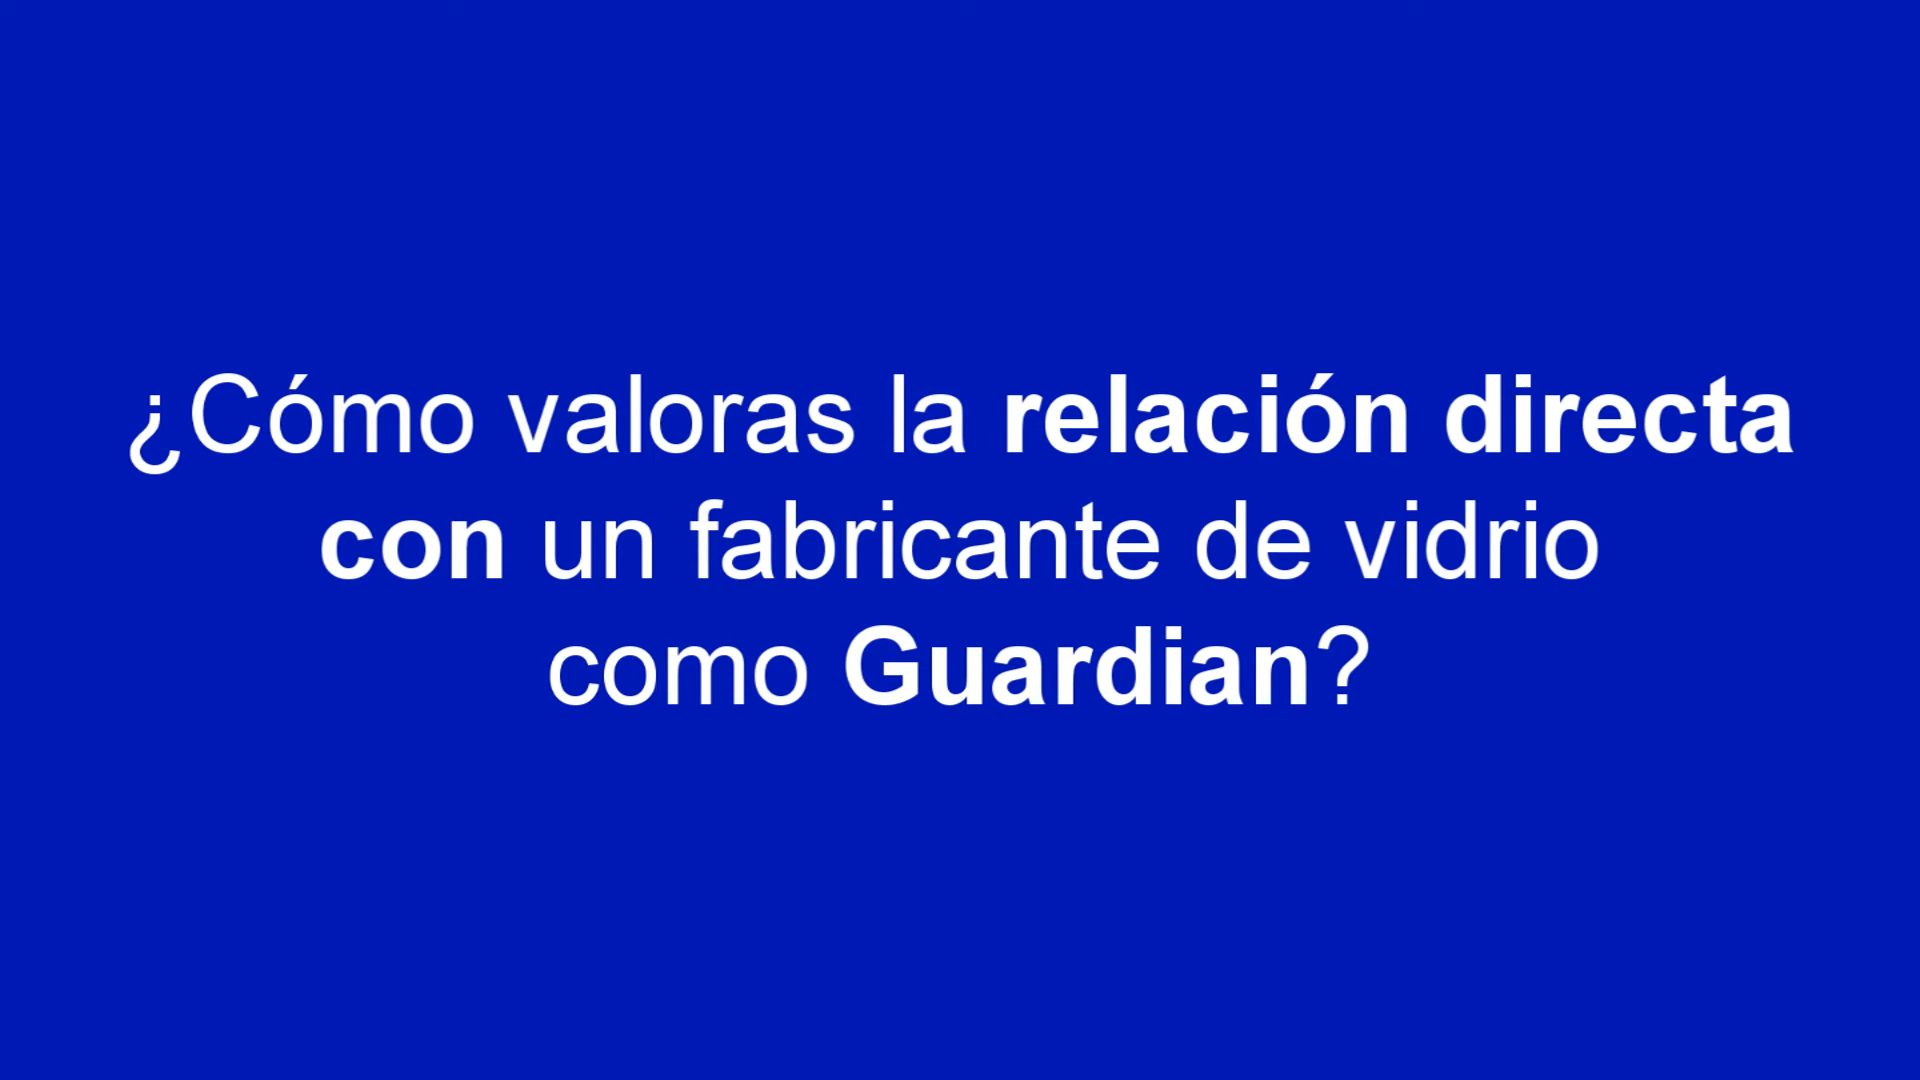 ¿Cómo valoras la relación directa
con un fabricante de vidrio
como Guardian?